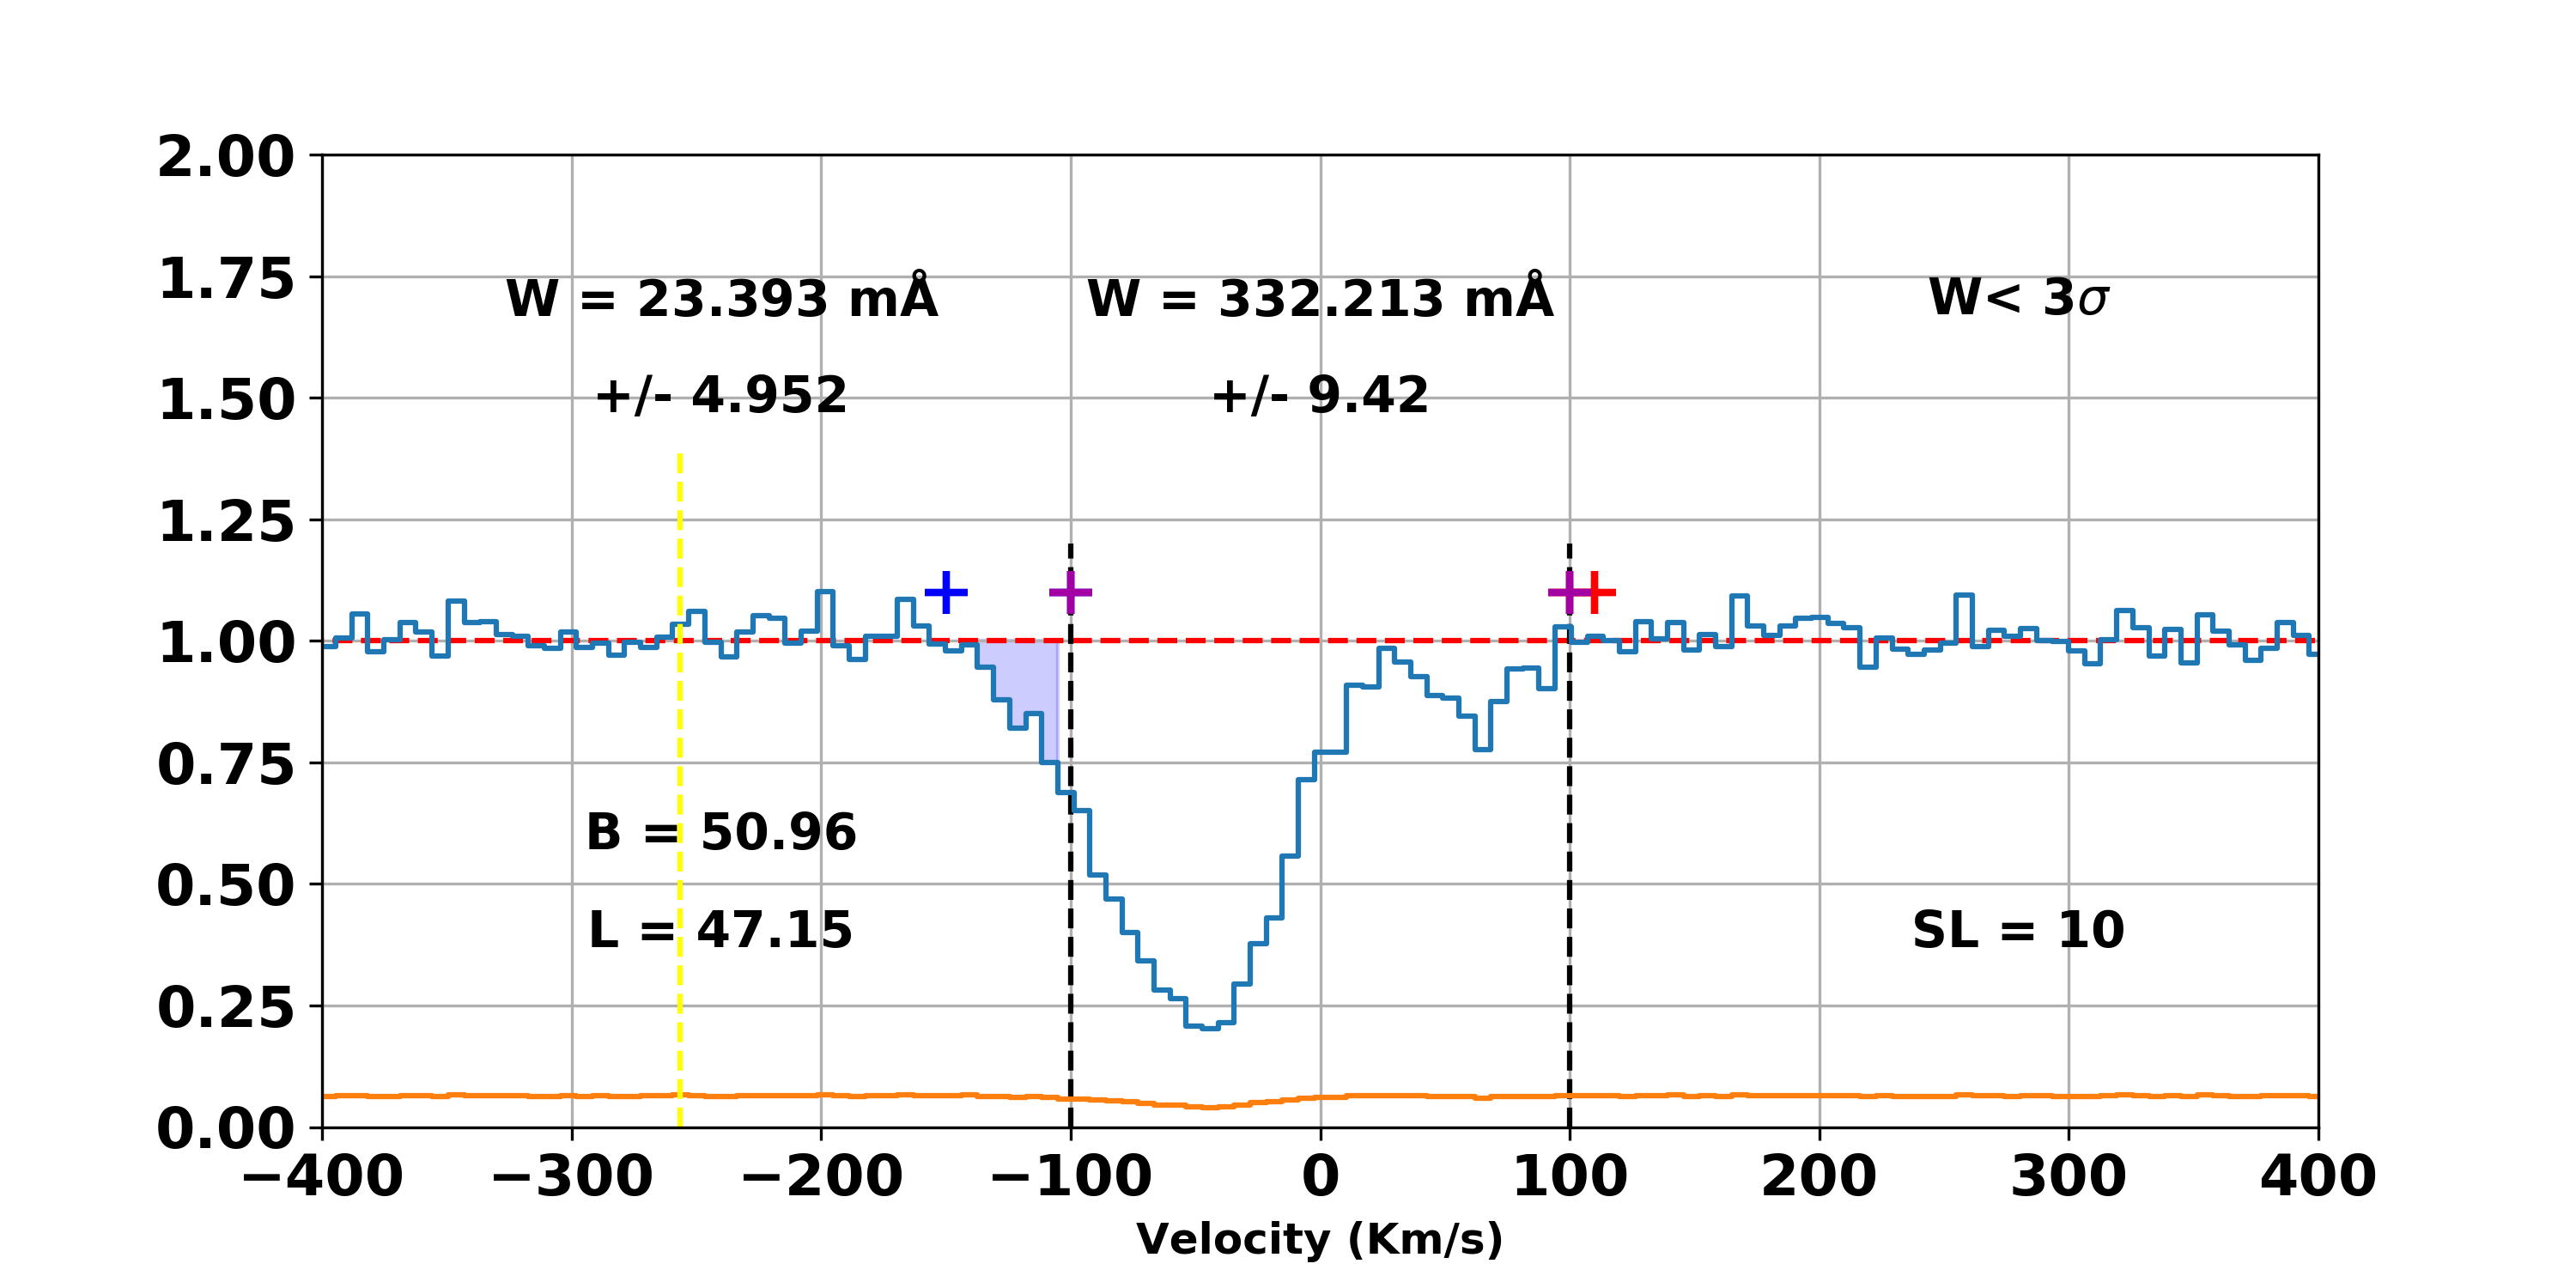 2.00
1.75
W = 23.393 mÅ
W = 332.213 mÅ
W< 3σ
1.50
+/- 4.952
+/- 9.42
1.25
1.00
0.75
B = 50.96
0.50
L = 47.15
SL = 10
0.25
0.00
−400 −300 −200 −100 0 100 200 300 400
Velocity (Km/s)